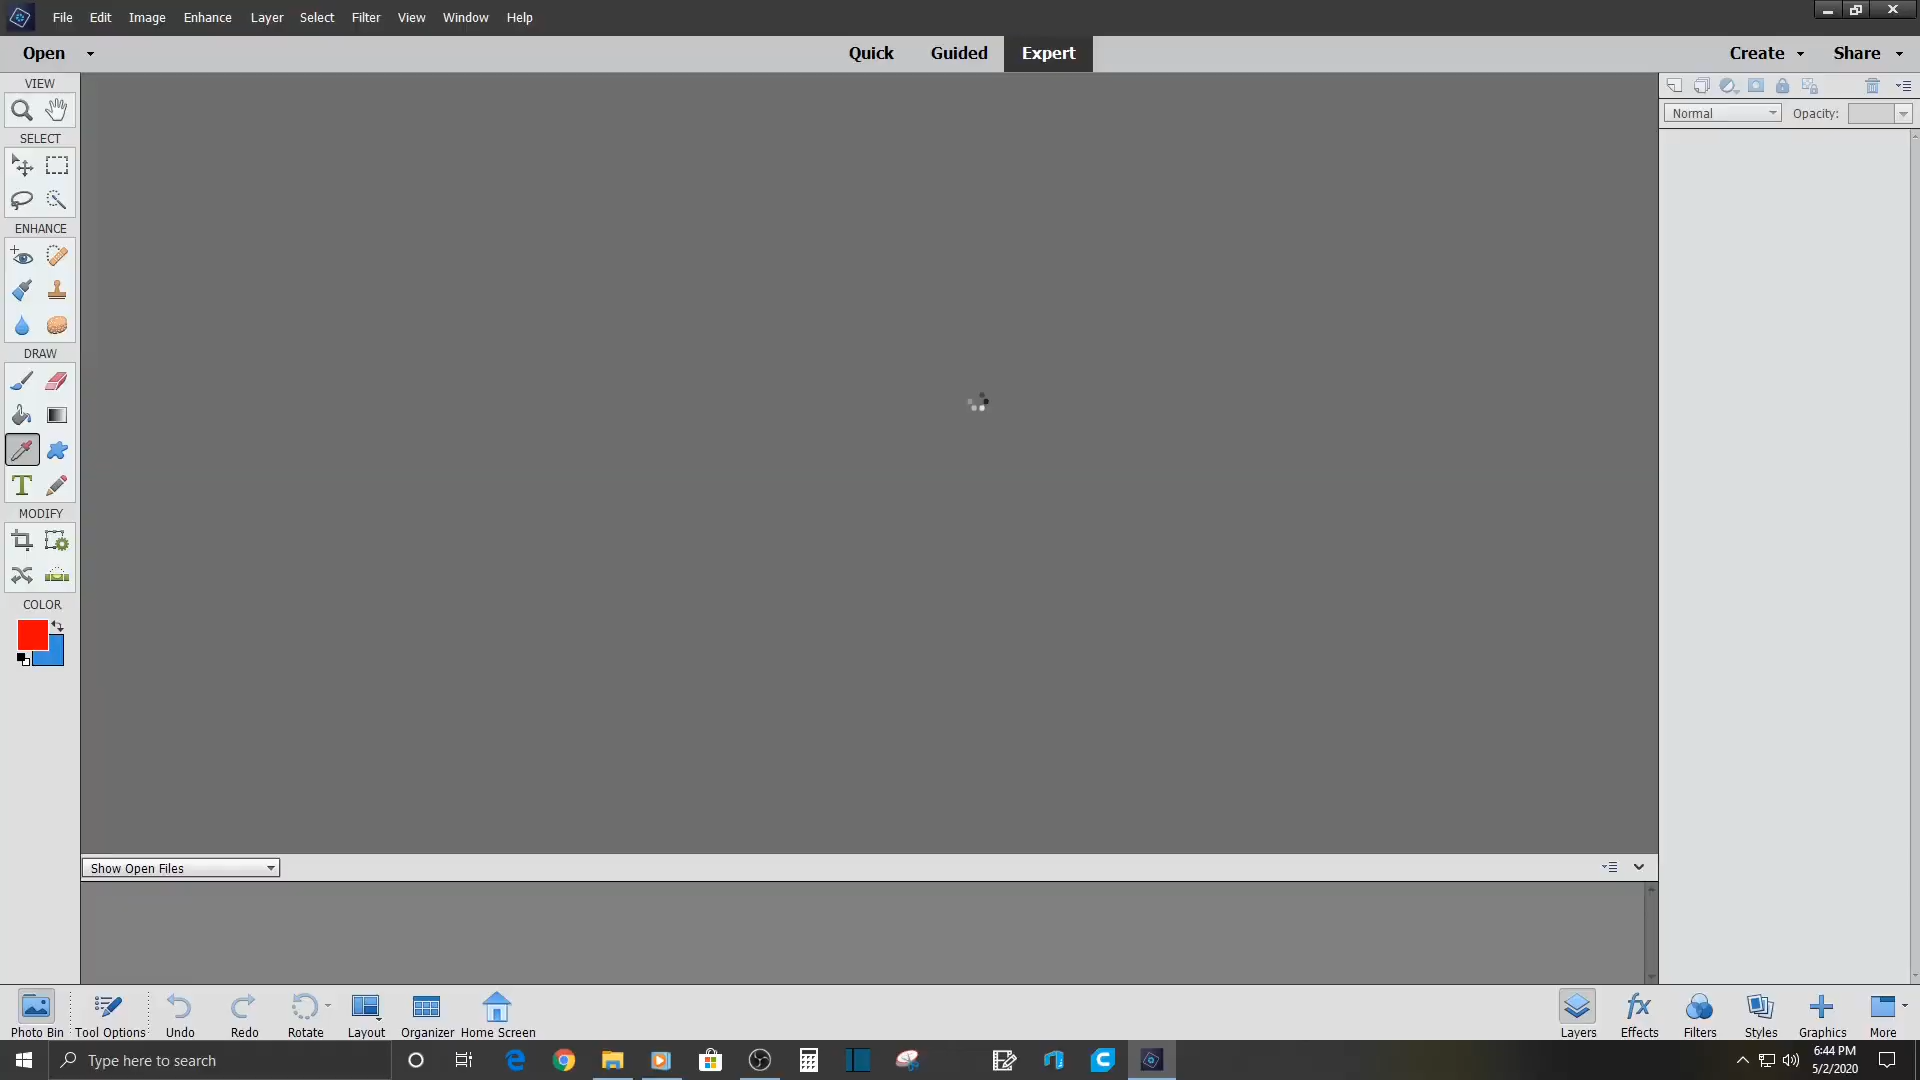 File Edit Image Enhance Layer Select Filter View Window Help
Open Quick Guided Expert Create Share
VIEW
SELECT
ENHANCE
DRAW
T
MODIFY
COLOR
Normal Opacity:
Show Open Files
Photo Bin Tool Options Undo Redo Rotate Layout Organizer Home Screen
fx
Layers Effects Filters Styles Graphics More
Type here to search
6:44 PM
5/2/2020